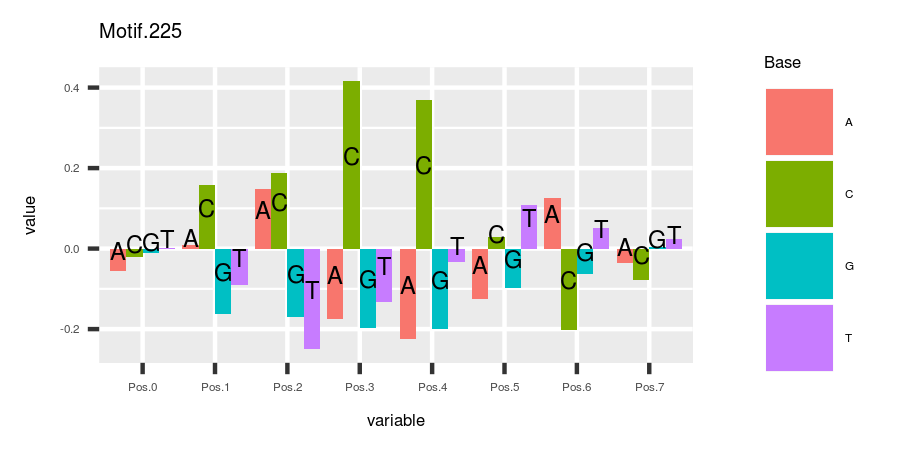 Motif.225
Base
0.4
0.2
0.0
-0.2
value
A C G T A C G T A C G T A C G T A C G T A C G T A C G T A C G T
Pos.0 Pos.1 Pos.2 Pos.3 Pos.4 Pos.5 Pos.6 Pos.7
variable
A
C
G
T